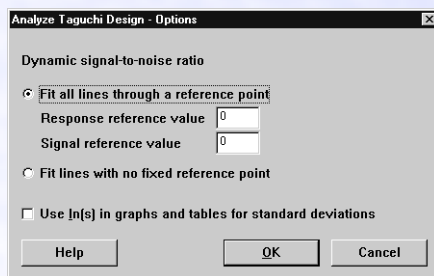 Analyze Taguchi Design - Options
Dynamic signal-to-noise ratio
Fit all lines through a reference point
Response reference value 0
Signal reference value 0
Fit lines with no fixed reference point
Use ln(s) in graphs and tables for standard deviations
Help OK Cancel